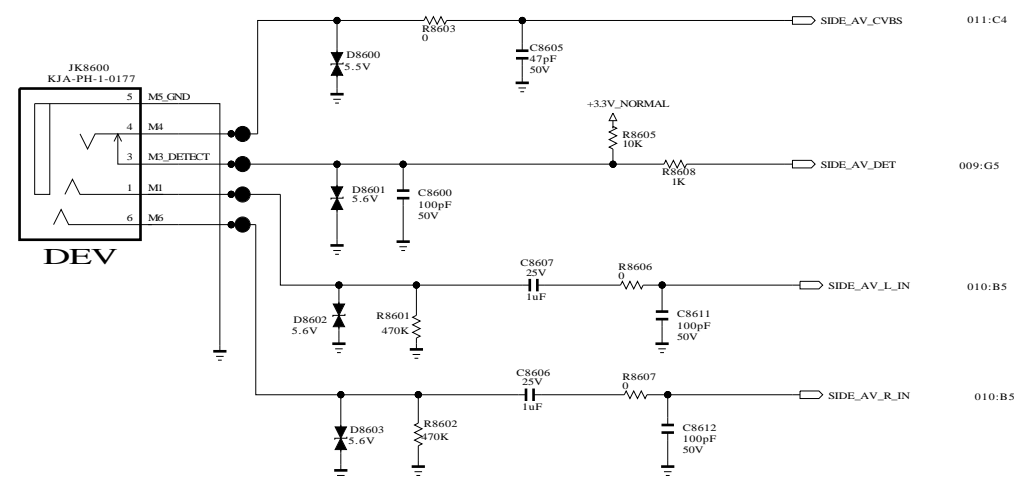 SIDE_AV_CVBS 011:C4
R8603
0
D8600
5.5V
C8605
47pF
50V
JK8600
KJA-PH-1-0177
5 M5_GND
4 M4
3 M3_DETECT
1 M1
6 M6
DEV
+3.3V_NORMAL
R8605
10K
SIDE_AV_DET 009:G5
R8608
1K
D8601
5.6V
C8600
100pF
50V
C8607
25V
1uF
R8606
0
SIDE_AV_L_IN 010:B5
D8602
5.6V
R8601
470K
C8611
100pF
50V
C8606
25V
1uF
R8607
0
SIDE_AV_R_IN 010:B5
D8603
5.6V
R8602
470K
C8612
100pF
50V